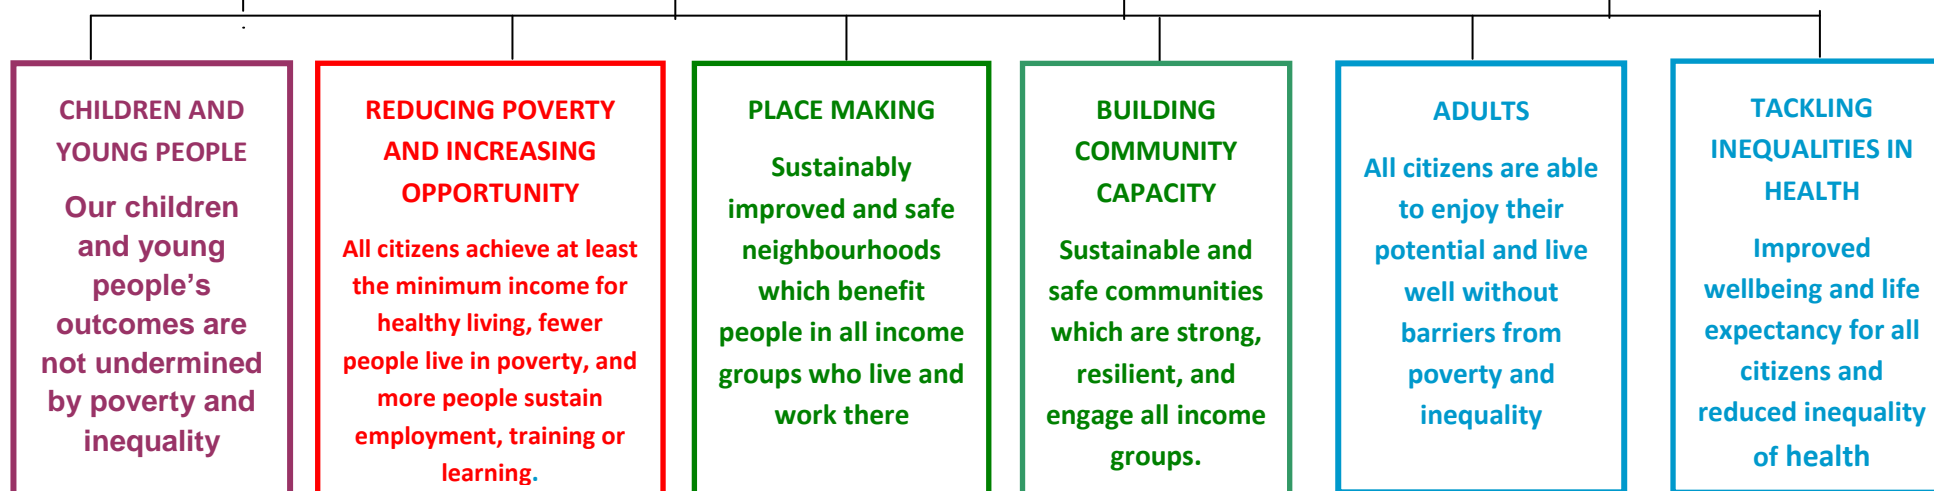 CHILDREN AND
YOUNG PEOPLE
Our children
and young
people’s
outcomes are
not undermined
by poverty and
inequality
REDUCING POVERTY
AND INCREASING
OPPORTUNITY
All citizens achieve at least
the minimum income for
healthy living, fewer
people live in poverty, and
more people sustain
employment, training or
learning.
PLACE MAKING
Sustainably
improved and safe
neighbourhoods
which benefit
people in all income
groups who live and
work there
BUILDING
COMMUNITY
CAPACITY
Sustainable and
safe communities
which are strong,
resilient, and
engage all income
groups.
ADULTS
All citizens are able
to enjoy their
potential and live
well without
barriers from
poverty and
inequality
TACKLING
INEQUALITIES IN
HEALTH
Improved
wellbeing and life
expectancy for all
citizens and
reduced inequality
of health